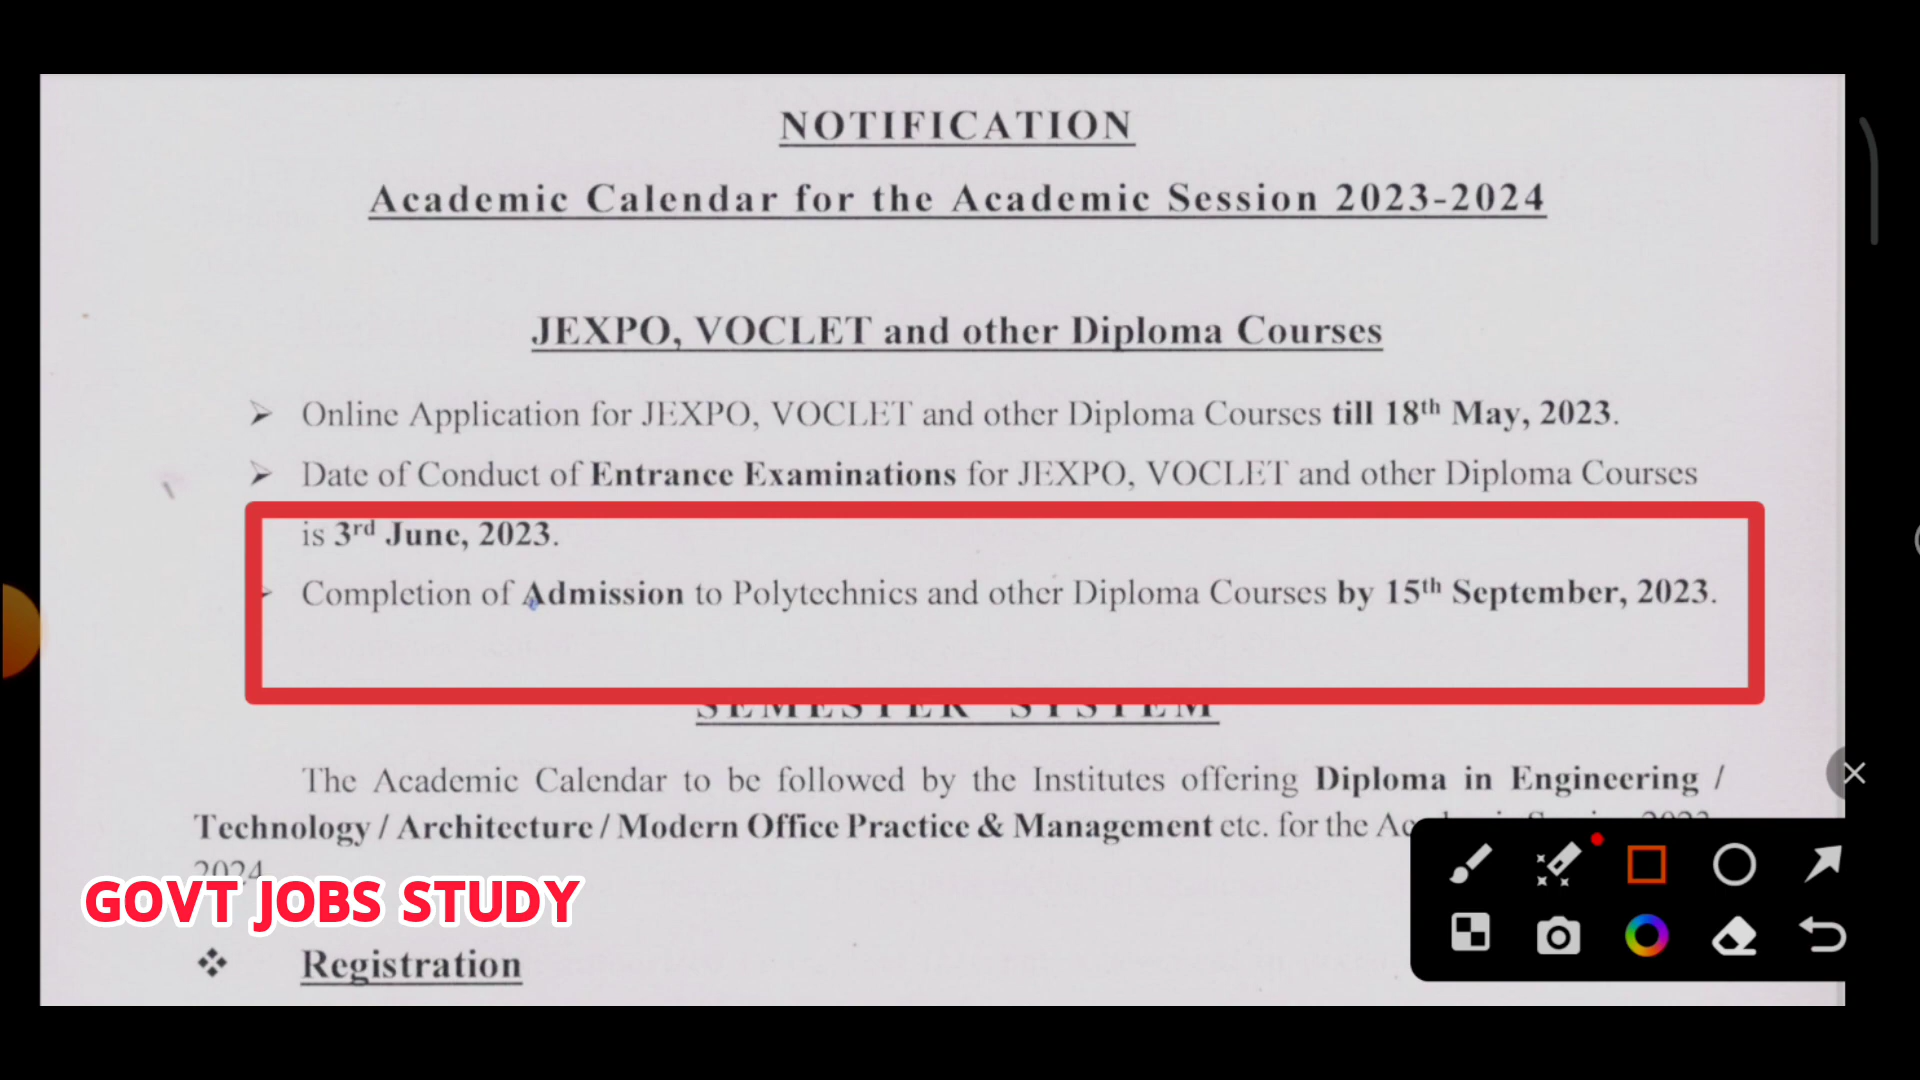 NOTIFICATION
Academic Calendar for the Academic Session 2023-2024
JEXPO, VOCLET and other Diploma Courses
➢ Online Application for JEXPO, VOCLET and other Diploma Courses till 18th May, 2023.
➢ Date of Conduct of Entrance Examinations for JEXPO, VOCLET and other Diploma Courses
is 3rd June, 2023.
➢ Completion of Admission to Polytechnics and other Diploma Courses by 15th September, 2023.
SEMESTER SYSTEM
The Academic Calendar to be followed by the Institutes offering Diploma in Engineering /
Technology / Architecture / Modern Office Practice & Management etc. for the
2024
GOVT JOBS STUDY
❖ Registration